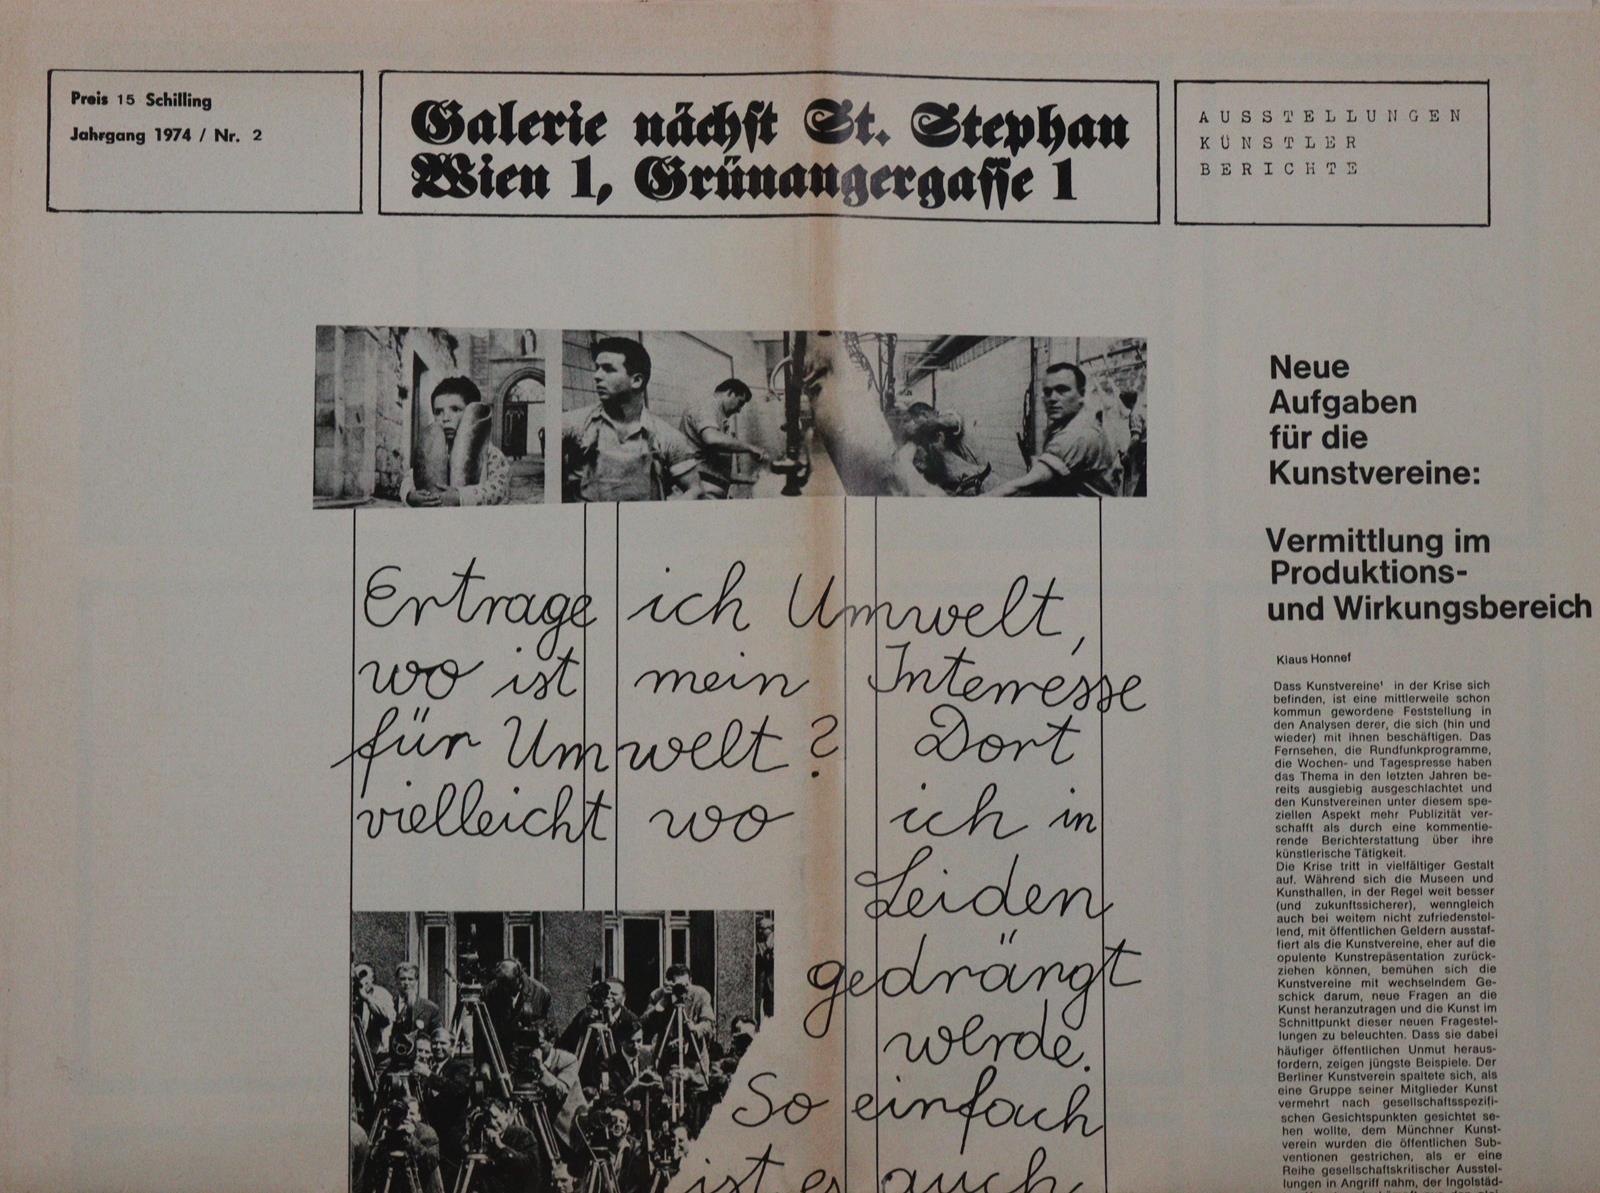 Preis 15 Schilling
Jahrgang 1974 / Nr. 2
Galerie nächst St. Stephan
Wien 1, Grünangergasse 1
AUSSTELLUNGEN
KÜNSTLER
BERICHTE
Ertrage ich Umwelt,
wo ist mein Interresse
für Umwelt? Dort
vielleicht wo ich in
Leiden
gedrängt
werde.
So einfach
ist es auch
Neue
Aufgaben
für die
Kunstvereine:
Vermittlung im
Produktions-
und Wirkungsbereich
Klaus Honnef
Dass Kunstvereine' in der Krise sich
befinden, ist eine mittlerweile schon
kommun gewordene Feststellung in
den Analysen derer, die sich (hin und
wieder) mit ihnen beschäftigen. Das
Fernsehen, die Rundfunkprogramme,
die Wochen- und Tagespresse haben
das Thema in den letzten Jahren be-
reits ausgiebig ausgeschlachtet und
den Kunstvereinen unter diesem spe-
ziellen Aspekt mehr Publizität ver-
schafft als durch eine kommentie-
rende Berichterstattung über ihre
künstlerische Tätigkeit.
Die Krise tritt in vielfältiger Gestalt
auf. Während sich die Museen und
Kunsthallen, in der Regel weit besser
(und zukunftssicherer), wenngleich
auch bei weitem nicht zufriedenstel-
lend, mit öffentlichen Geldern ausstaf-
fiert als die Kunstvereine, eher auf die
opulente Kunstrepäsentation zurück-
ziehen können, bemühen sich die
Kunstvereine mit wechselndem Ge-
schick darum, neue Fragen an die
Kunst heranzutragen und die Kunst im
Schnittpunkt dieser neuen Fragestel-
lungen zu beleuchten. Dass sie dabei
häufiger öffentlichen Unmut heraus-
fordern, zeigen jüngste Beispiele. Der
Berliner Kunstverein spaltete sich, als
eine Gruppe seiner Mitglieder Kunst
vermehrt nach gesellschaftsspezifi-
schen Gesichtspunkten gesichtet se-
hen wollte, dem Münchner Kunst-
verein wurden die öffentlichen Sub-
ventionen gestrichen, als er eine
Reihe gesellschaftskritischer Ausstel-
lungen in Angriff nahm, der Ingolstäd-